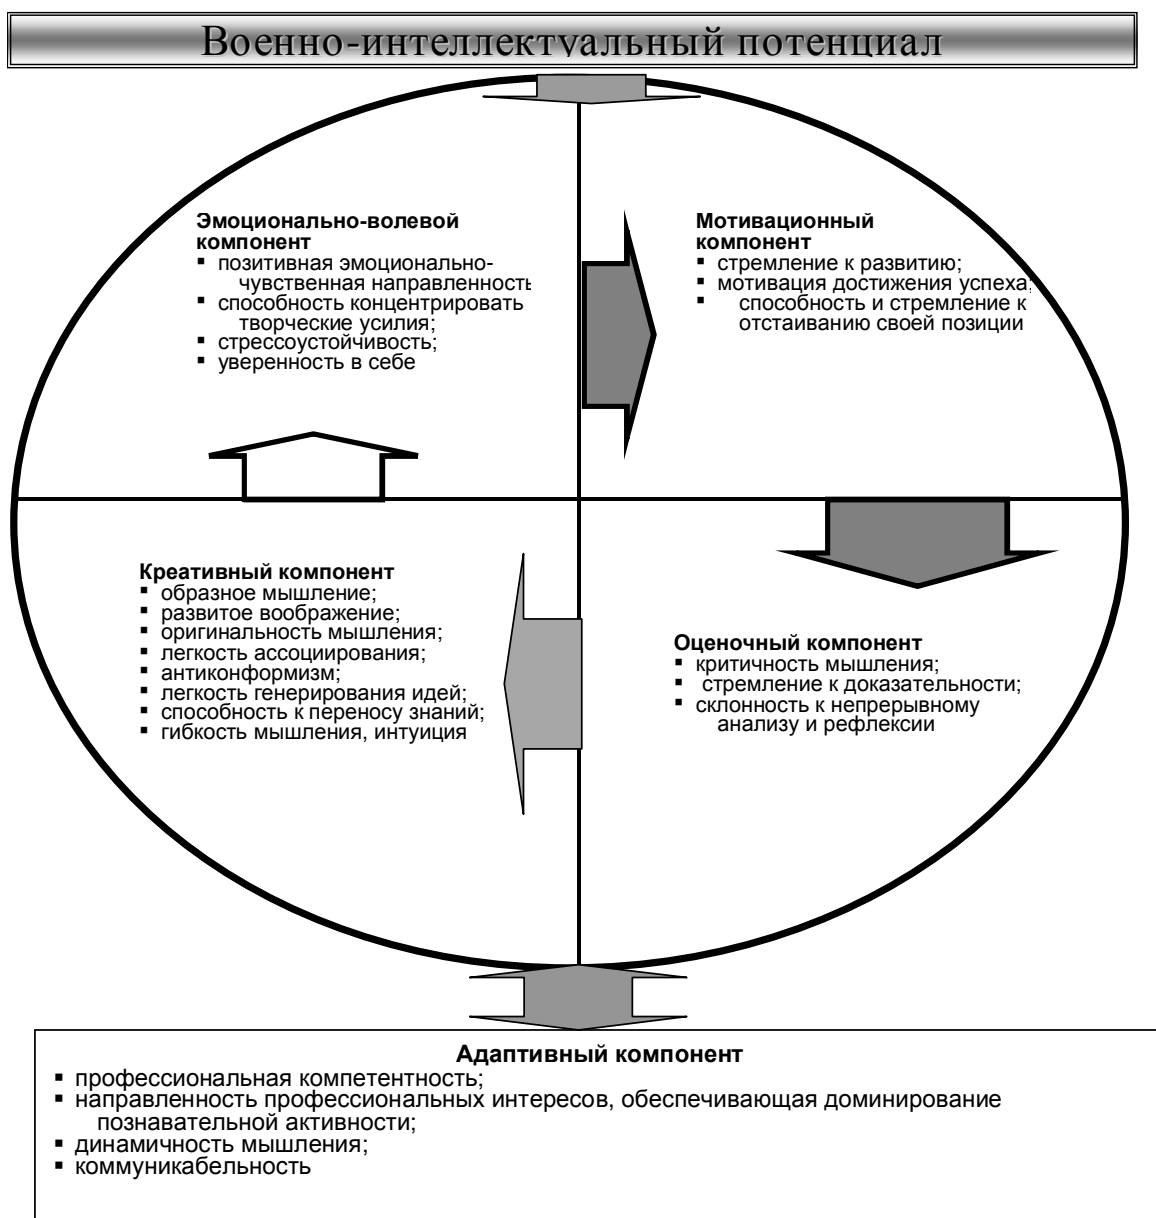 Военно-интеллектуальный потенциал
Эмоционально-волевой
компонент
▪ позитивная эмоционально-
чувственная направленность
▪ способность концентрировать
творческие усилия;
▪ стрессоустойчивость;
▪ уверенность в себе
Мотивационный
компонент
▪ стремление к развитию;
▪ мотивация достижения успеха;
▪ способность и стремление к
отстаиванию своей позиции
Креативный компонент
▪ образное мышление;
▪ развитое воображение;
▪ оригинальность мышления;
▪ легкость ассоциирования;
▪ антиконформизм;
▪ легкость генерирования идей;
▪ способность к переносу знаний;
▪ гибкость мышления, интуиция
Оценочный компонент
▪ критичность мышления;
▪ стремление к доказательности;
▪ склонность к непрерывному
анализу и рефлексии
Адаптивный компонент
▪ профессиональная компетентность;
▪ направленность профессиональных интересов, обеспечивающая доминирование
познавательной активности;
▪ динамичность мышления;
▪ коммуникабельность